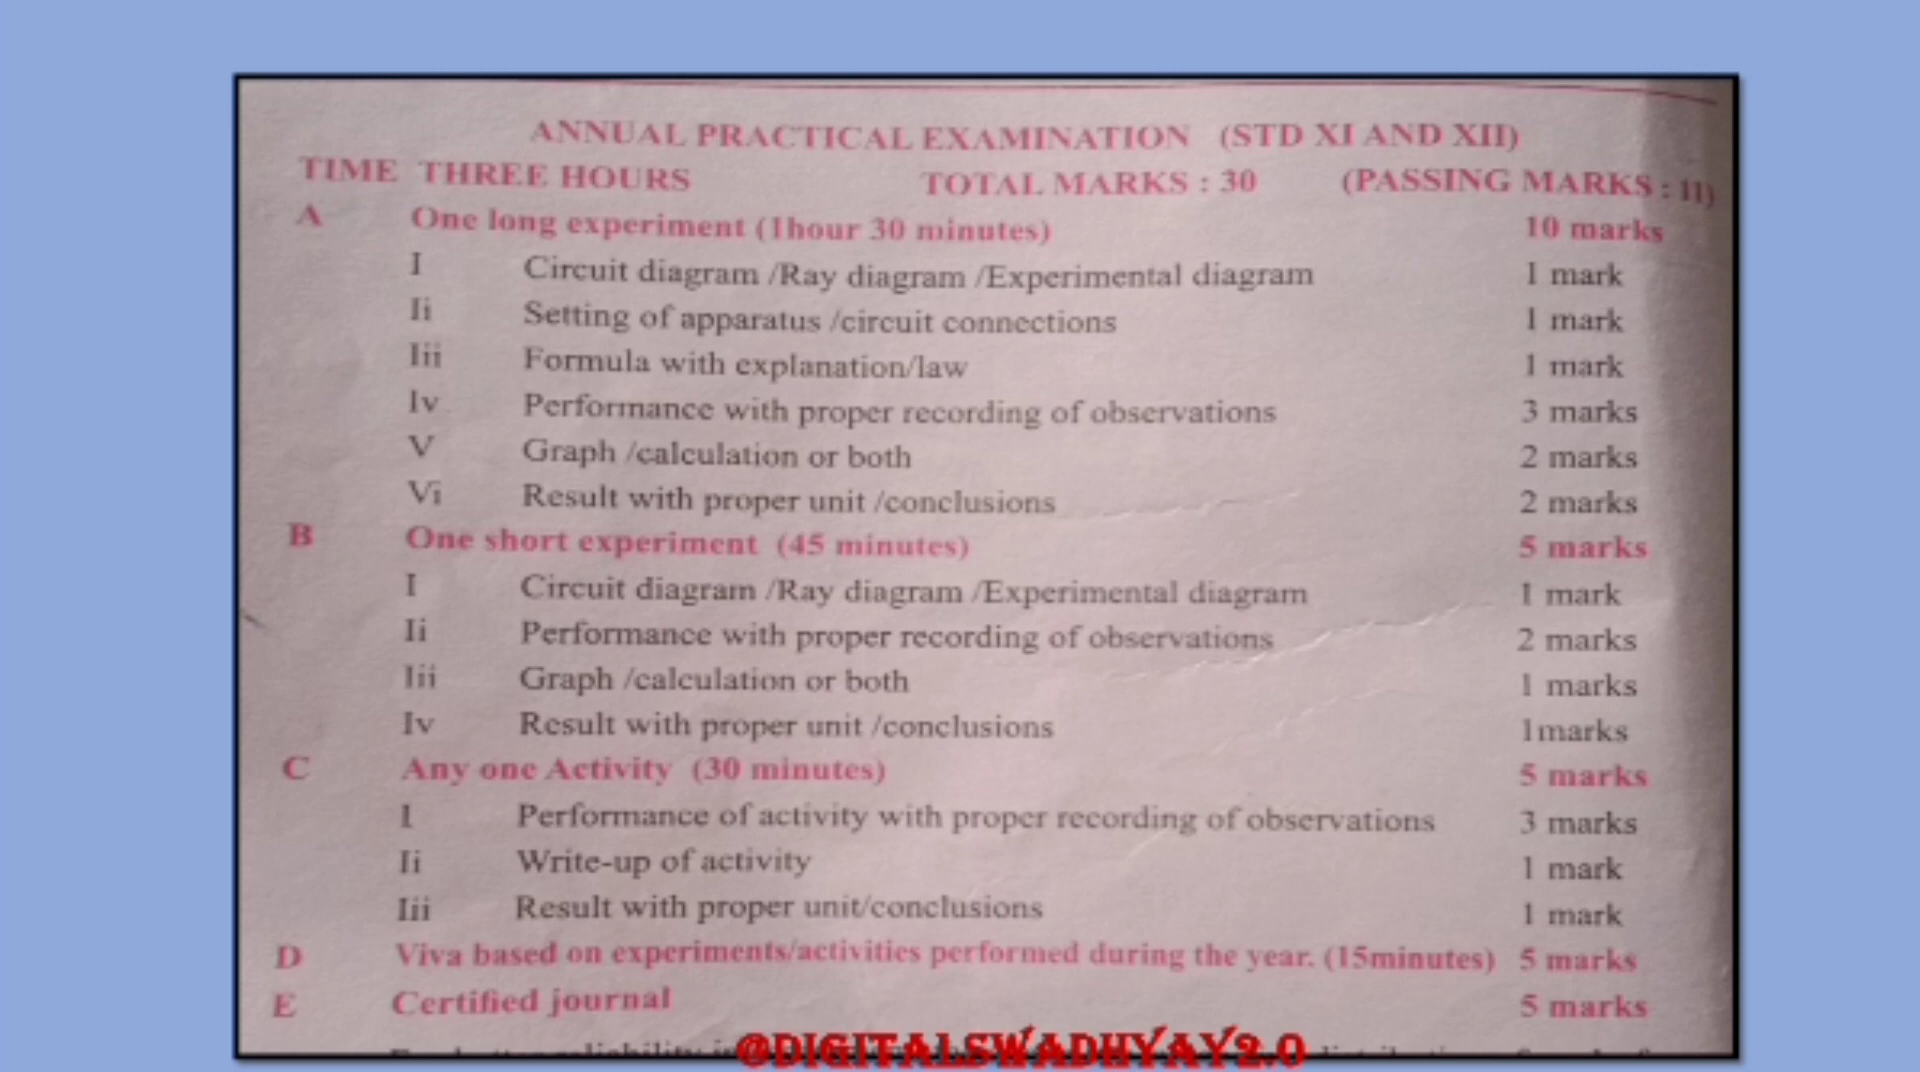 ANNUAL PRACTICAL EXAMINATION (STD XI AND XII)
TIME THREE HOURS TOTAL MARKS : 30 (PASSING MARKS : 11)
A One long experiment (1hour 30 minutes) 10 marks
I Circuit diagram /Ray diagram /Experimental diagram 1 mark
Ii Setting of apparatus /circuit connections 1 mark
Iii Formula with explanation/law 1 mark
Iv Performance with proper recording of observations 3 marks
V Graph /calculation or both 2 marks
Vi Result with proper unit /conclusions 2 marks
B One short experiment (45 minutes) 5 marks
I Circuit diagram /Ray diagram /Experimental diagram 1 mark
Ii Performance with proper recording of observations 2 marks
Iii Graph /calculation or both 1 marks
Iv Result with proper unit /conclusions 1marks
C Any one Activity (30 minutes) 5 marks
I Performance of activity with proper recording of observations 3 marks
Ii Write-up of activity 1 mark
Iii Result with proper unit/conclusions 1 mark
D Viva based on experiments/activities performed during the year. (15minutes) 5 marks
E Certified journal 5 marks
@DIGITALSWADHYAY2.0